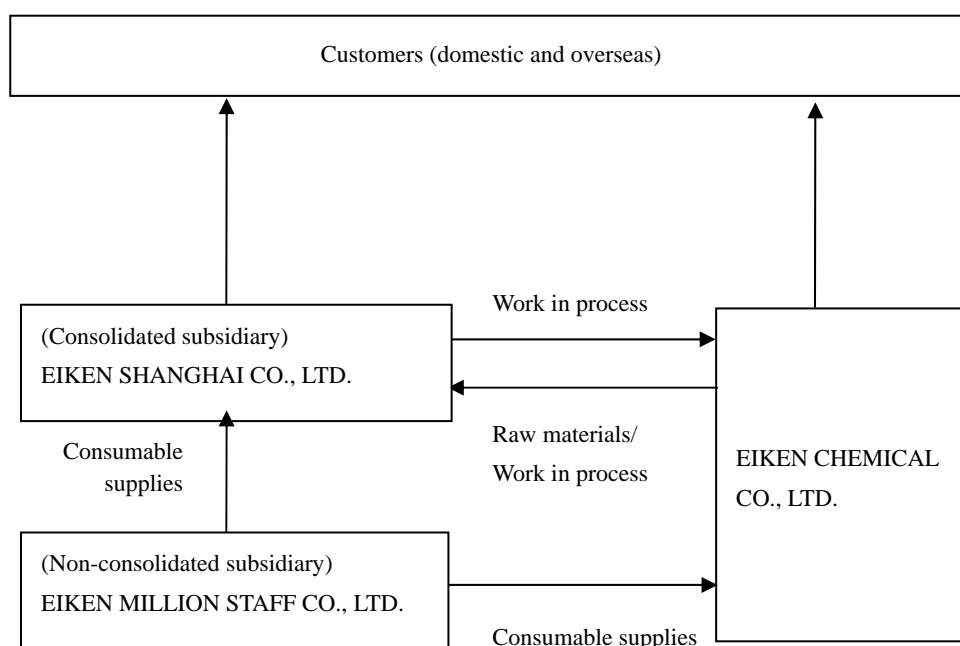 Customers (domestic and overseas)
Work in process
(Consolidated subsidiary)
EIKEN SHANGHAI CO., LTD.
Raw materials/
Work in process
Consumable
supplies
EIKEN CHEMICAL
CO., LTD.
(Non-consolidated subsidiary)
EIKEN MILLION STAFF CO., LTD.
Consumable supplies